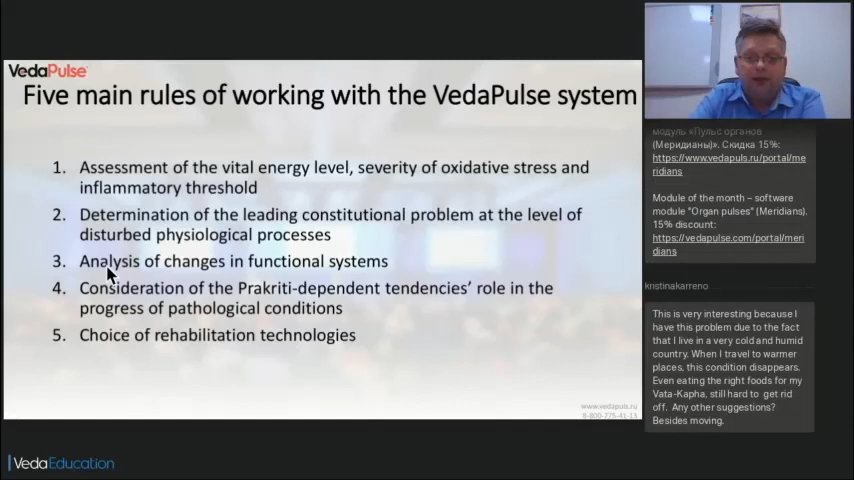 VedaPulse
Five main rules of working with the VedaPulse system
1. Assessment of the vital energy level, severity of oxidative stress and
inflammatory threshold
2. Determination of the leading constitutional problem at the level of
disturbed physiological processes
3. Analysis of changes in functional systems
4. Consideration of the Prakriti-dependent tendencies' role in the
progress of pathological conditions
5. Choice of rehabilitation technologies
www.vedapuls.ru
8-800-775-41-13
VedaEducation
модуль «Пульс органов
(Меридианы)». Скидка 15%:
https://www.vedapuls.ru/portal/me
ridians
Module of the month – software
module "Organ pulses" (Meridians).
15% discount:
https://vedapulse.com/portal/meri
dians
kristinakarreno
This is very interesting because I
have this problem due to the fact
that I live in a very cold and humid
country. When I travel to warmer
places, this condition disappears.
Even eating the right foods for my
Vata-Kapha, still hard to get rid
off. Any other suggestions?
Besides moving.